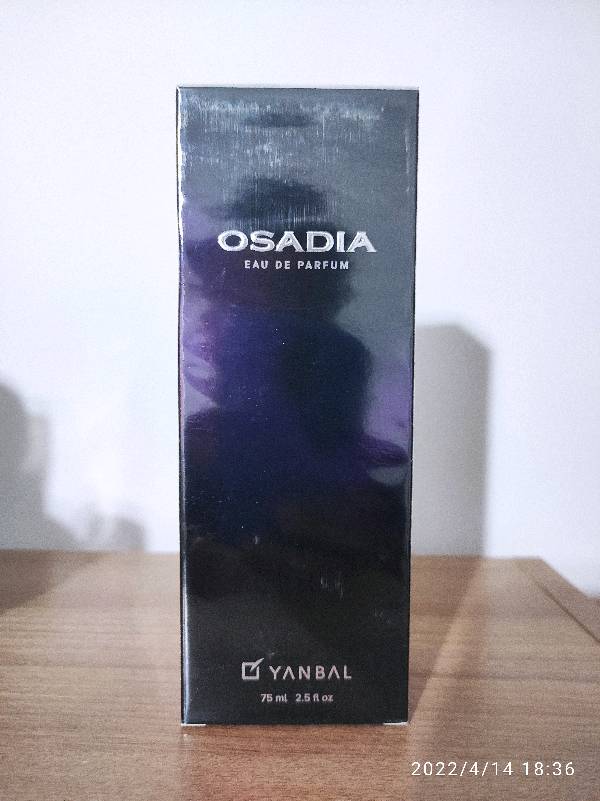 OSADIA
EAU DE PARFUM
YANBAL
75 ml 2.5 fl oz
2022/4/14 18:36